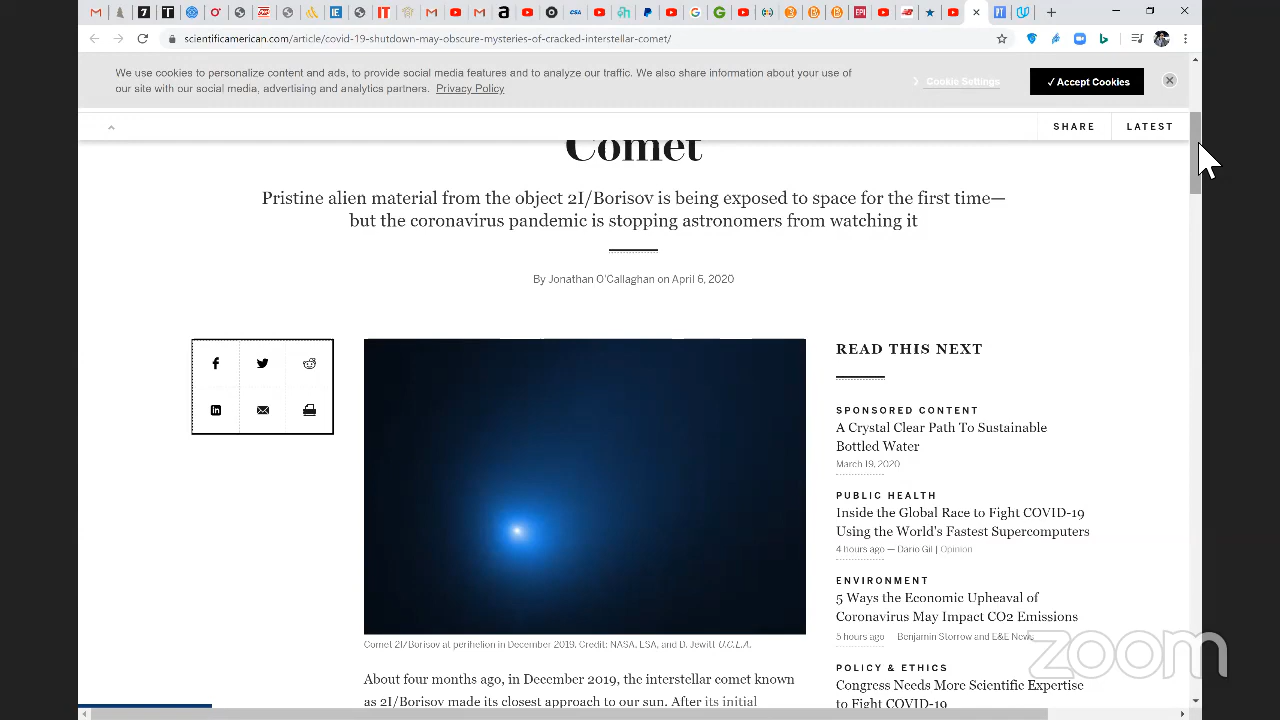 scientificamerican.com/article/covid-19-shutdown-may-obscure-mysteries-of-cracked-interstellar-comet/
We use cookies to personalize content and ads, to provide social media features and to analyze our traffic. We also share information about your use of
our site with our social media, advertising and analytics partners. Privacy Policy
Cookie Settings
✓ Accept Cookies
SHARE
LATEST
Comet
Pristine alien material from the object 2I/Borisov is being exposed to space for the first time—
but the coronavirus pandemic is stopping astronomers from watching it
By Jonathan O'Callaghan on April 6, 2020
READ THIS NEXT
SPONSORED CONTENT
A Crystal Clear Path To Sustainable
Bottled Water
March 19, 2020
PUBLIC HEALTH
Inside the Global Race to Fight COVID-19
Using the World's Fastest Supercomputers
4 hours ago — Dario Gil | Opinion
ENVIRONMENT
5 Ways the Economic Upheaval of
Coronavirus May Impact CO2 Emissions
5 hours ago — Benjamin Storrow and E&E News
POLICY & ETHICS
Congress Needs More Scientific Expertise
to Fight COVID-19
Comet 2I/Borisov at perihelion in December 2019. Credit: NASA, ESA, and D. Jewitt U.C.L.A.
About four months ago, in December 2019, the interstellar comet known
as 2I/Borisov made its closest approach to our sun. After its initial
zoom